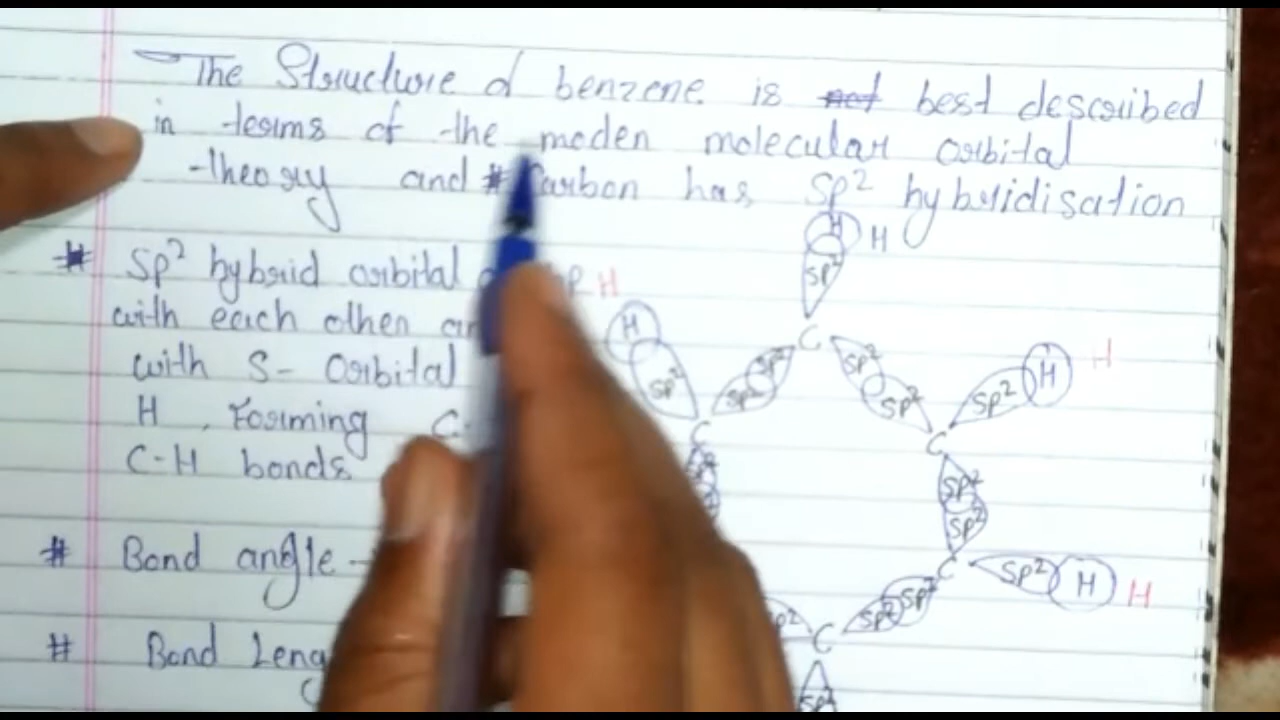 The Structure of benzene is not best described
in terms of the moden molecular orbital
theory and # Carbon has Sp² hybridisation
H H
Sp²
# Sp² hybrid orbital
H
with each other
H
C
Sp² Sp²
Sp² Sp²
Sp²
H
H
with S- Orbital
Sp²
H , Forming C-
C
C
C-H bonds
Sp²
Sp²
# Bond angle -
C
Sp² H
H
Sp² Sp²
C
# Bond Leng
Sp²